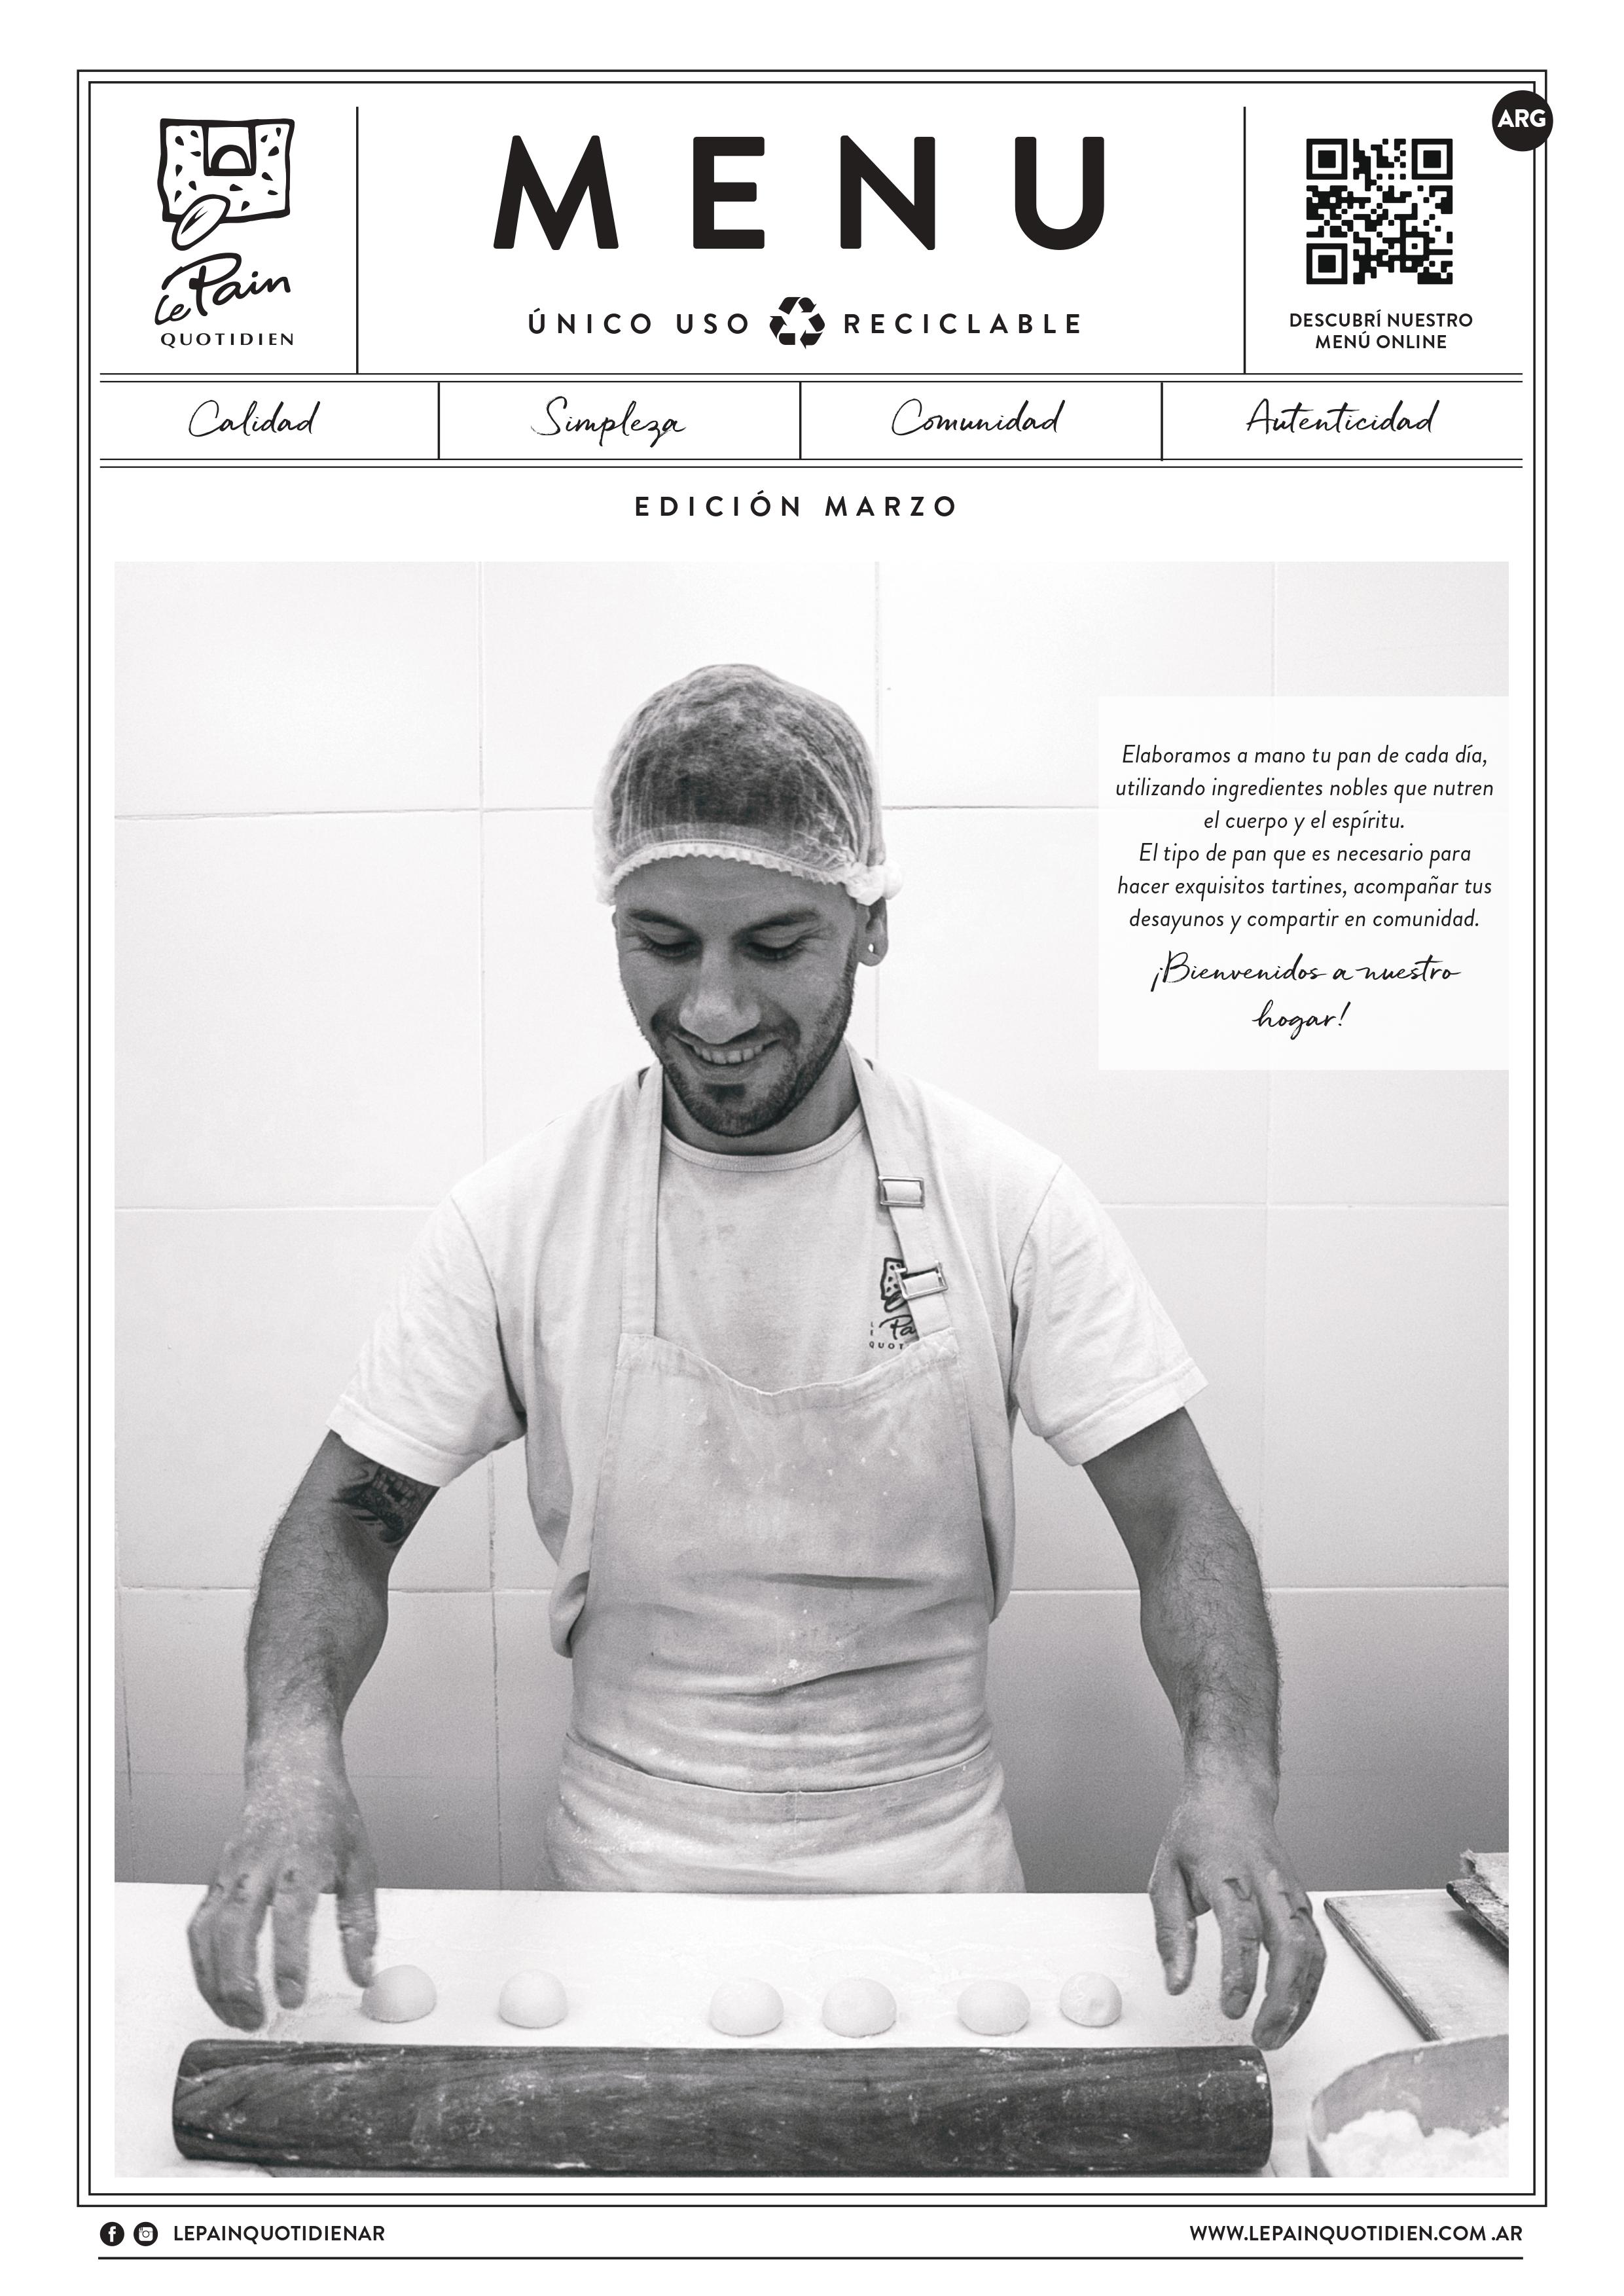 Le Pain
QUOTIDIEN
MENU
ÚNICO USO RECICLABLE
ARG
DESCUBRÍ NUESTRO
MENÚ ONLINE
Calidad
Simpleza
Comunidad
Autenticidad
EDICIÓN MARZO
Elaboramos a mano tu pan de cada día,
utilizando ingredientes nobles que nutren
el cuerpo y el espíritu.
El tipo de pan que es necesario para
hacer exquisitos tartines, acompañar tus
desayunos y compartir en comunidad.
¡Bienvenidos a nuestro
hogar!
LEPAINQUOTIDIENAR
WWW.LEPAINQUOTIDIEN.COM.AR